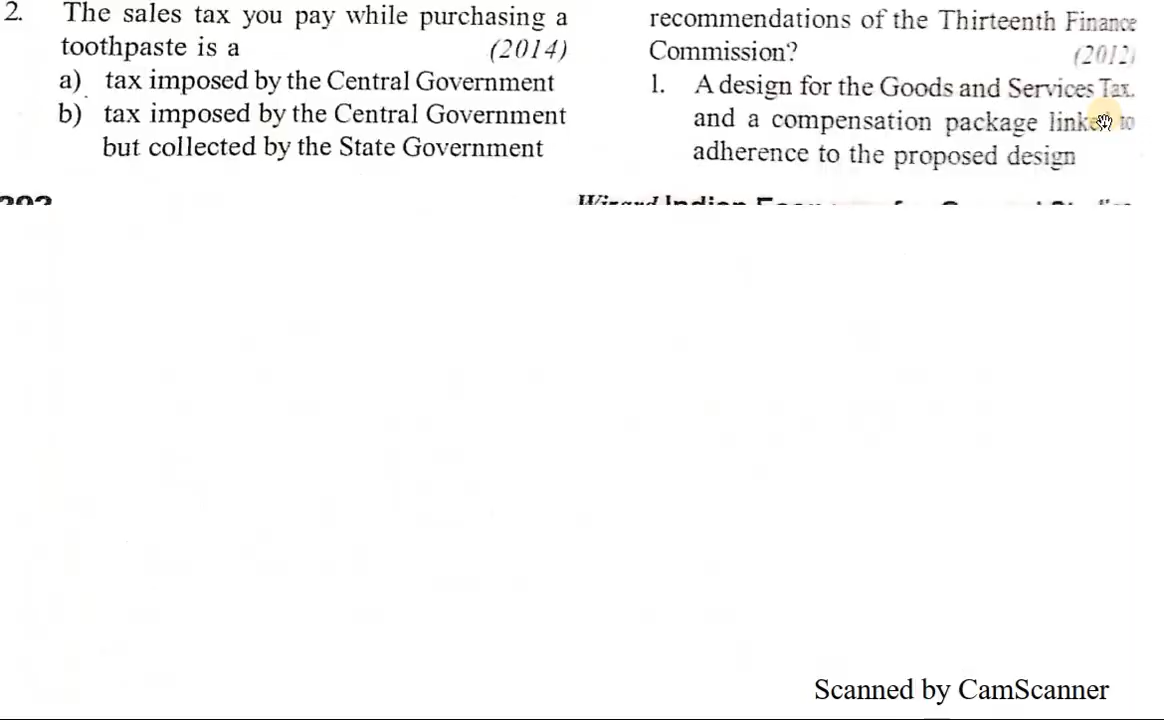 2. The sales tax you pay while purchasing a
toothpaste is a (2014)
a) tax imposed by the Central Government
b) tax imposed by the Central Government
but collected by the State Government
recommendations of the Thirteenth Finance
Commission? (2012)
1. A design for the Goods and Services Tax.
and a compensation package linked to
adherence to the proposed design
Scanned by CamScanner